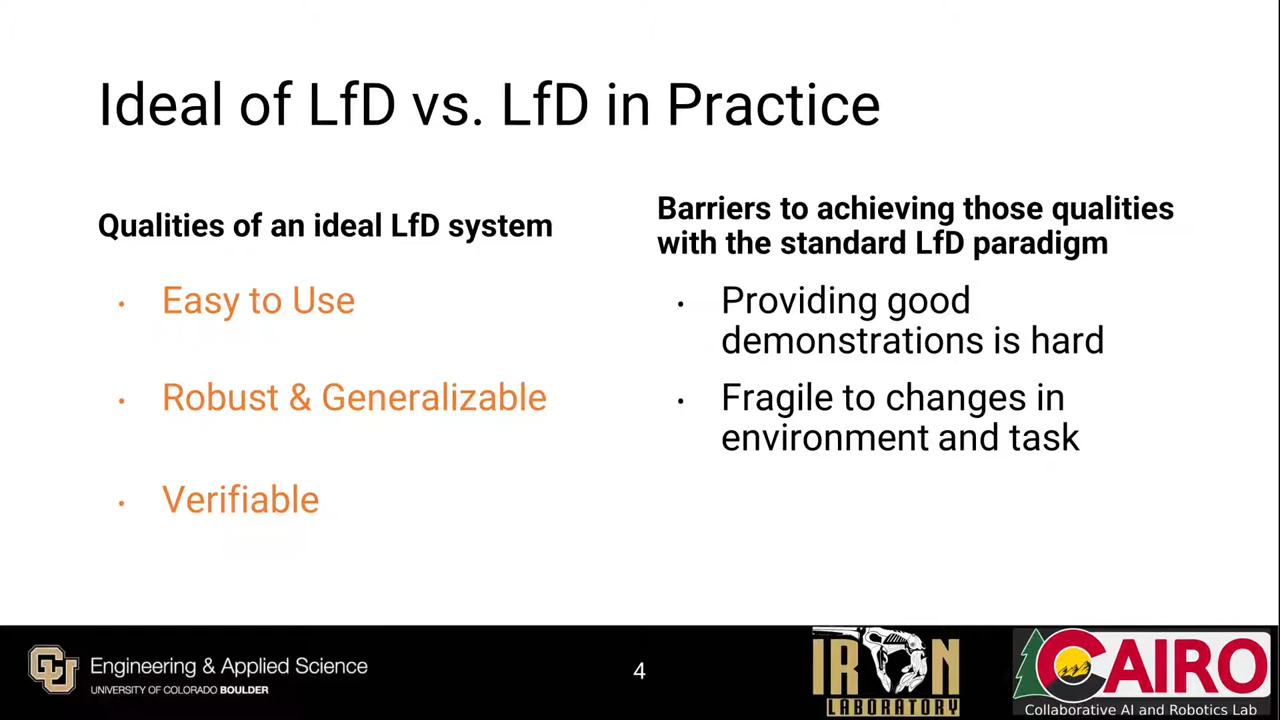 Ideal of LfD vs. LfD in Practice
Qualities of an ideal LfD system
· Easy to Use
· Robust & Generalizable
· Verifiable
Barriers to achieving those qualities
with the standard LfD paradigm
· Providing good
demonstrations is hard
· Fragile to changes in
environment and task
CU
Engineering & Applied Science
UNIVERSITY OF COLORADO BOULDER
4
IRON
LABORATORY
CAIRO
Collaborative AI and Robotics Lab